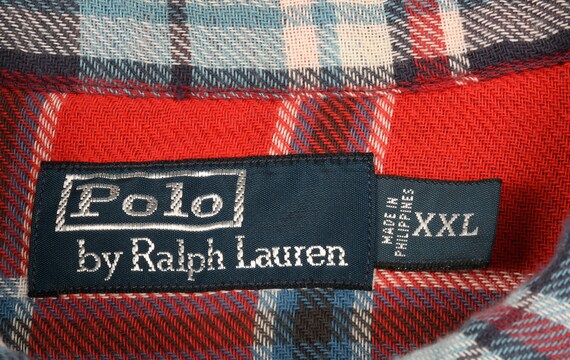 Polo
by Ralph Lauren
MADE IN
PHILIPPINES
XXL